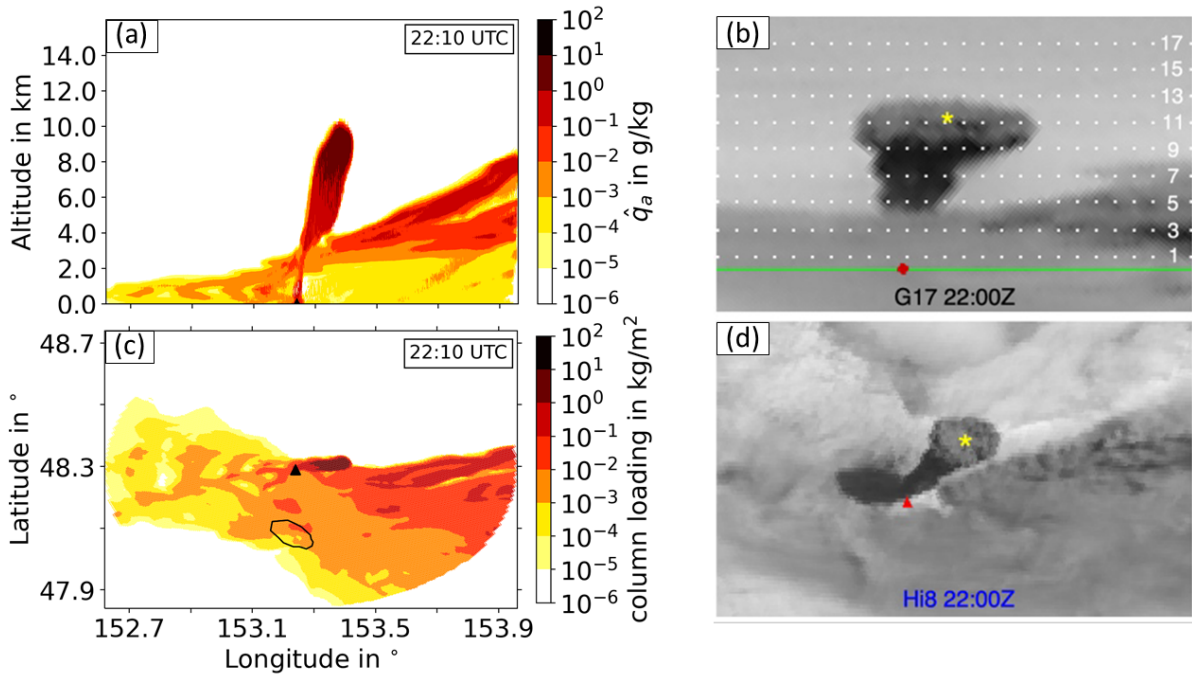 (a)
22:10 UTC
16.0
14.0
12.0
10.0
8.0
6.0
4.0
2.0
0.0
Altitude in km
10²
10¹
10⁰
10⁻¹
10⁻²
10⁻³
10⁻⁴
10⁻⁵
10⁻⁶
q̂ₐ in g/kg
(b)
17
15
13
11
9
7
5
3
1
G17 22:00Z
(c)
22:10 UTC
48.7
48.3
47.9
Latitude in °
152.7 153.1 153.5 153.9
Longitude in °
10²
10¹
10⁰
10⁻¹
10⁻²
10⁻³
10⁻⁴
10⁻⁵
10⁻⁶
column loading in kg/m²
(d)
Hi8 22:00Z